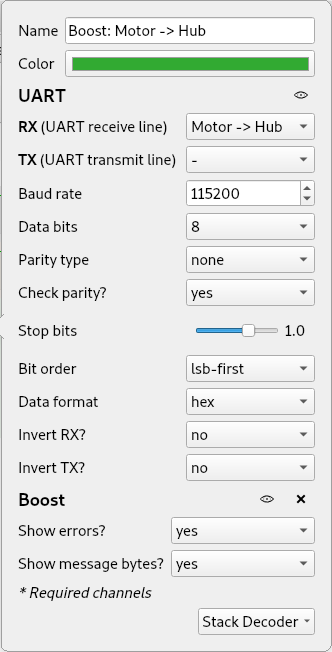 Name Boost: Motor -> Hub
Color
UART
RX (UART receive line) Motor -> Hub
TX (UART transmit line) -
Baud rate 115200
Data bits 8
Parity type none
Check parity? yes
Stop bits 1.0
Bit order lsb-first
Data format hex
Invert RX? no
Invert TX? no
Boost
Show errors? yes
Show message bytes? yes
* Required channels
Stack Decoder